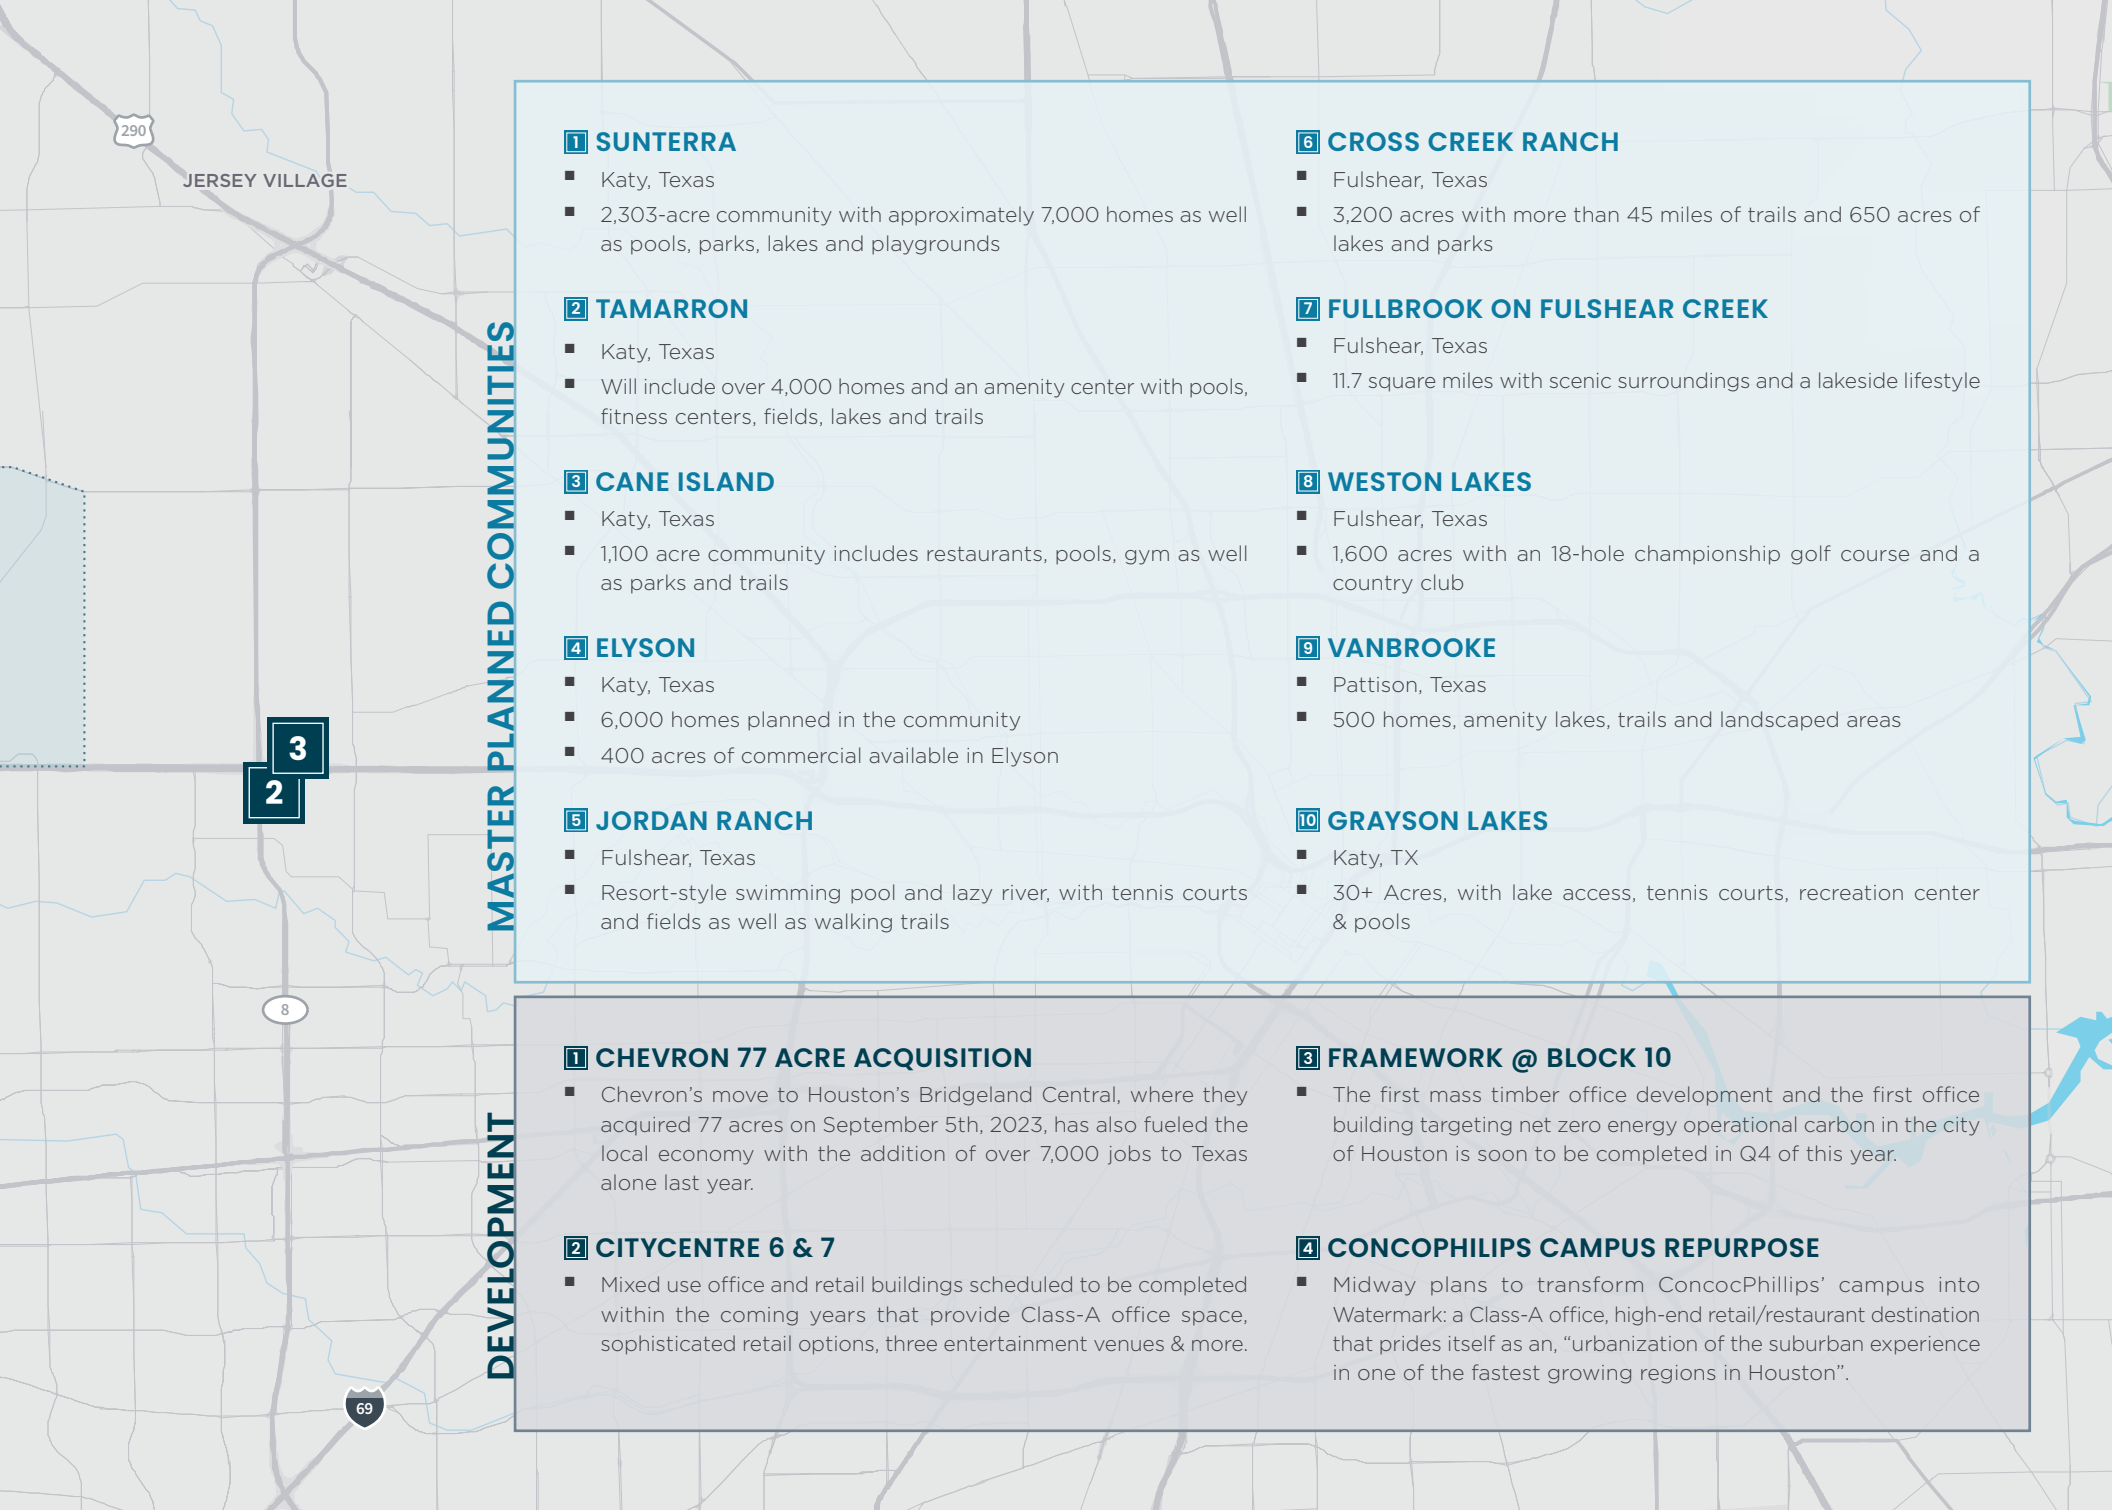 290
JERSEY VILLAGE
3
2
8
69
MASTER PLANNED COMMUNITIES
1 SUNTERRA
▪ Katy, Texas
▪ 2,303-acre community with approximately 7,000 homes as well
as pools, parks, lakes and playgrounds
2 TAMARRON
▪ Katy, Texas
▪ Will include over 4,000 homes and an amenity center with pools,
fitness centers, fields, lakes and trails
3 CANE ISLAND
▪ Katy, Texas
▪ 1,100 acre community includes restaurants, pools, gym as well
as parks and trails
4 ELYSON
▪ Katy, Texas
▪ 6,000 homes planned in the community
▪ 400 acres of commercial available in Elyson
5 JORDAN RANCH
▪ Fulshear, Texas
▪ Resort-style swimming pool and lazy river, with tennis courts
and fields as well as walking trails
6 CROSS CREEK RANCH
▪ Fulshear, Texas
▪ 3,200 acres with more than 45 miles of trails and 650 acres of
lakes and parks
7 FULLBROOK ON FULSHEAR CREEK
▪ Fulshear, Texas
▪ 11.7 square miles with scenic surroundings and a lakeside lifestyle
8 WESTON LAKES
▪ Fulshear, Texas
▪ 1,600 acres with an 18-hole championship golf course and a
country club
9 VANBROOKE
▪ Pattison, Texas
▪ 500 homes, amenity lakes, trails and landscaped areas
10 GRAYSON LAKES
▪ Katy, TX
▪ 30+ Acres, with lake access, tennis courts, recreation center
& pools
DEVELOPMENT
1 CHEVRON 77 ACRE ACQUISITION
▪ Chevron's move to Houston's Bridgeland Central, where they
acquired 77 acres on September 5th, 2023, has also fueled the
local economy with the addition of over 7,000 jobs to Texas
alone last year.
2 CITYCENTRE 6 & 7
▪ Mixed use office and retail buildings scheduled to be completed
within the coming years that provide Class-A office space,
sophisticated retail options, three entertainment venues & more.
3 FRAMEWORK @ BLOCK 10
▪ The first mass timber office development and the first office
building targeting net zero energy operational carbon in the city
of Houston is soon to be completed in Q4 of this year.
4 CONCOPHILIPS CAMPUS REPURPOSE
▪ Midway plans to transform ConcocPhillips' campus into
Watermark: a Class-A office, high-end retail/restaurant destination
that prides itself as an, “urbanization of the suburban experience
in one of the fastest growing regions in Houston”.